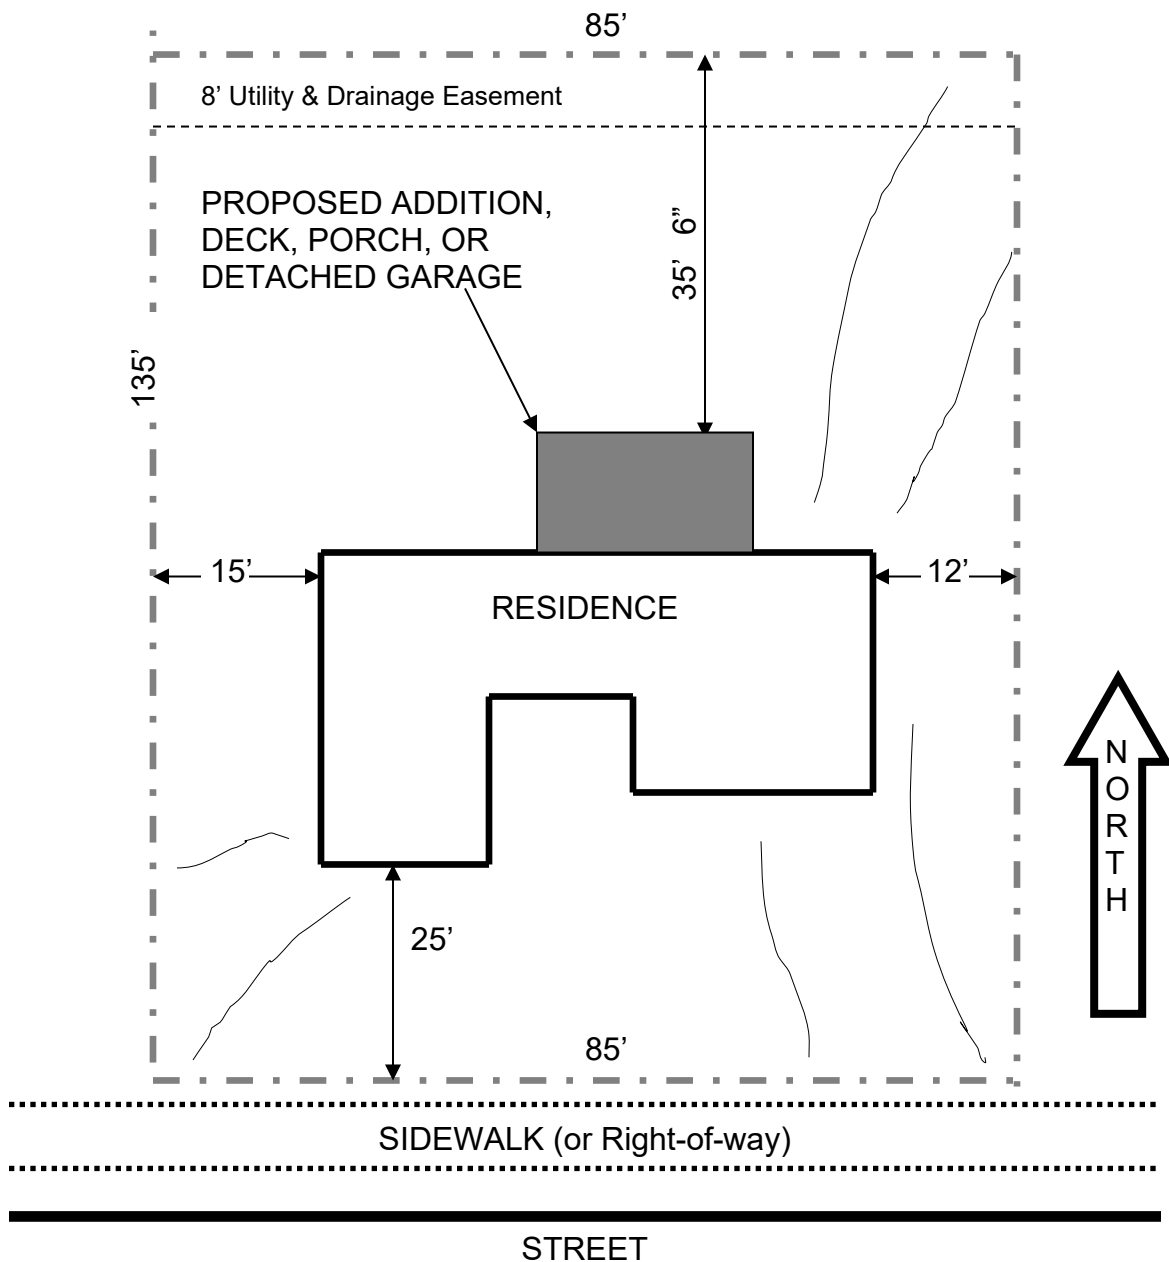 85’
8’ Utility & Drainage Easement
PROPOSED ADDITION,
DECK, PORCH, OR
DETACHED GARAGE
35’ 6”
135’
15’
12’
RESIDENCE
NORTH
25’
85’
SIDEWALK (or Right-of-way)
STREET